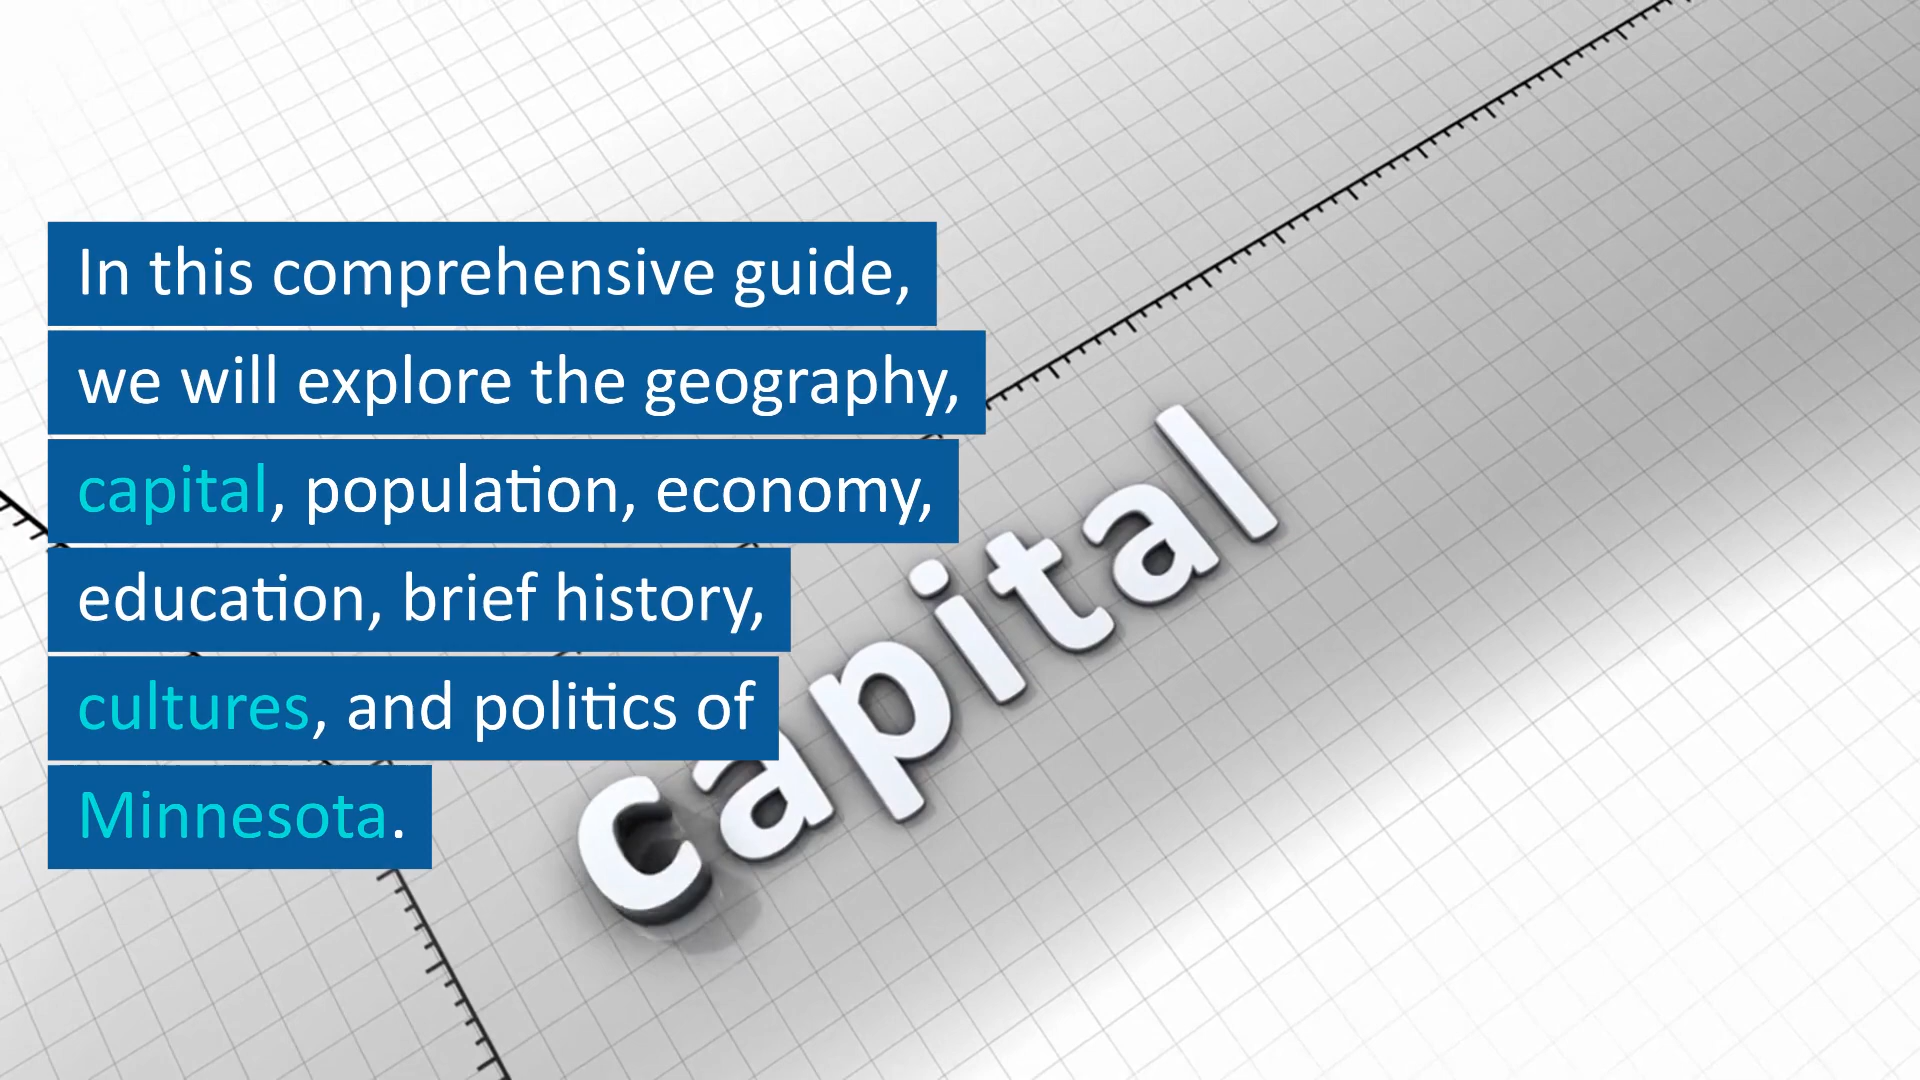 In this comprehensive guide,
we will explore the geography,
capital, population, economy,
education, brief history,
cultures, and politics of
Minnesota.
capital